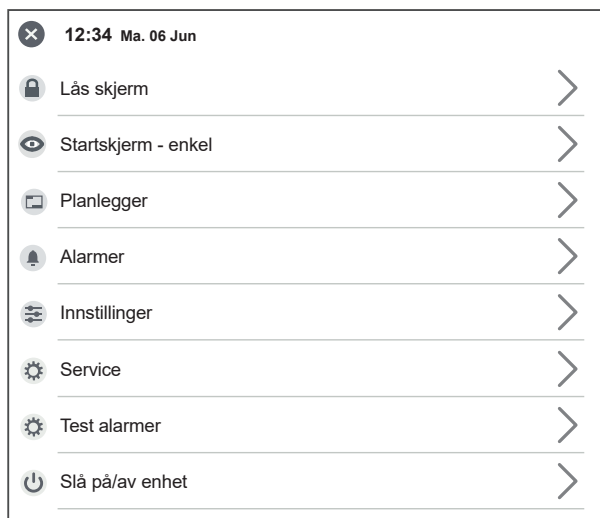 12:34 Ma. 06 Jun
Lås skjerm
Startskjerm - enkel
Planlegger
Alarmer
Innstillinger
Service
Test alarmer
Slå på/av enhet